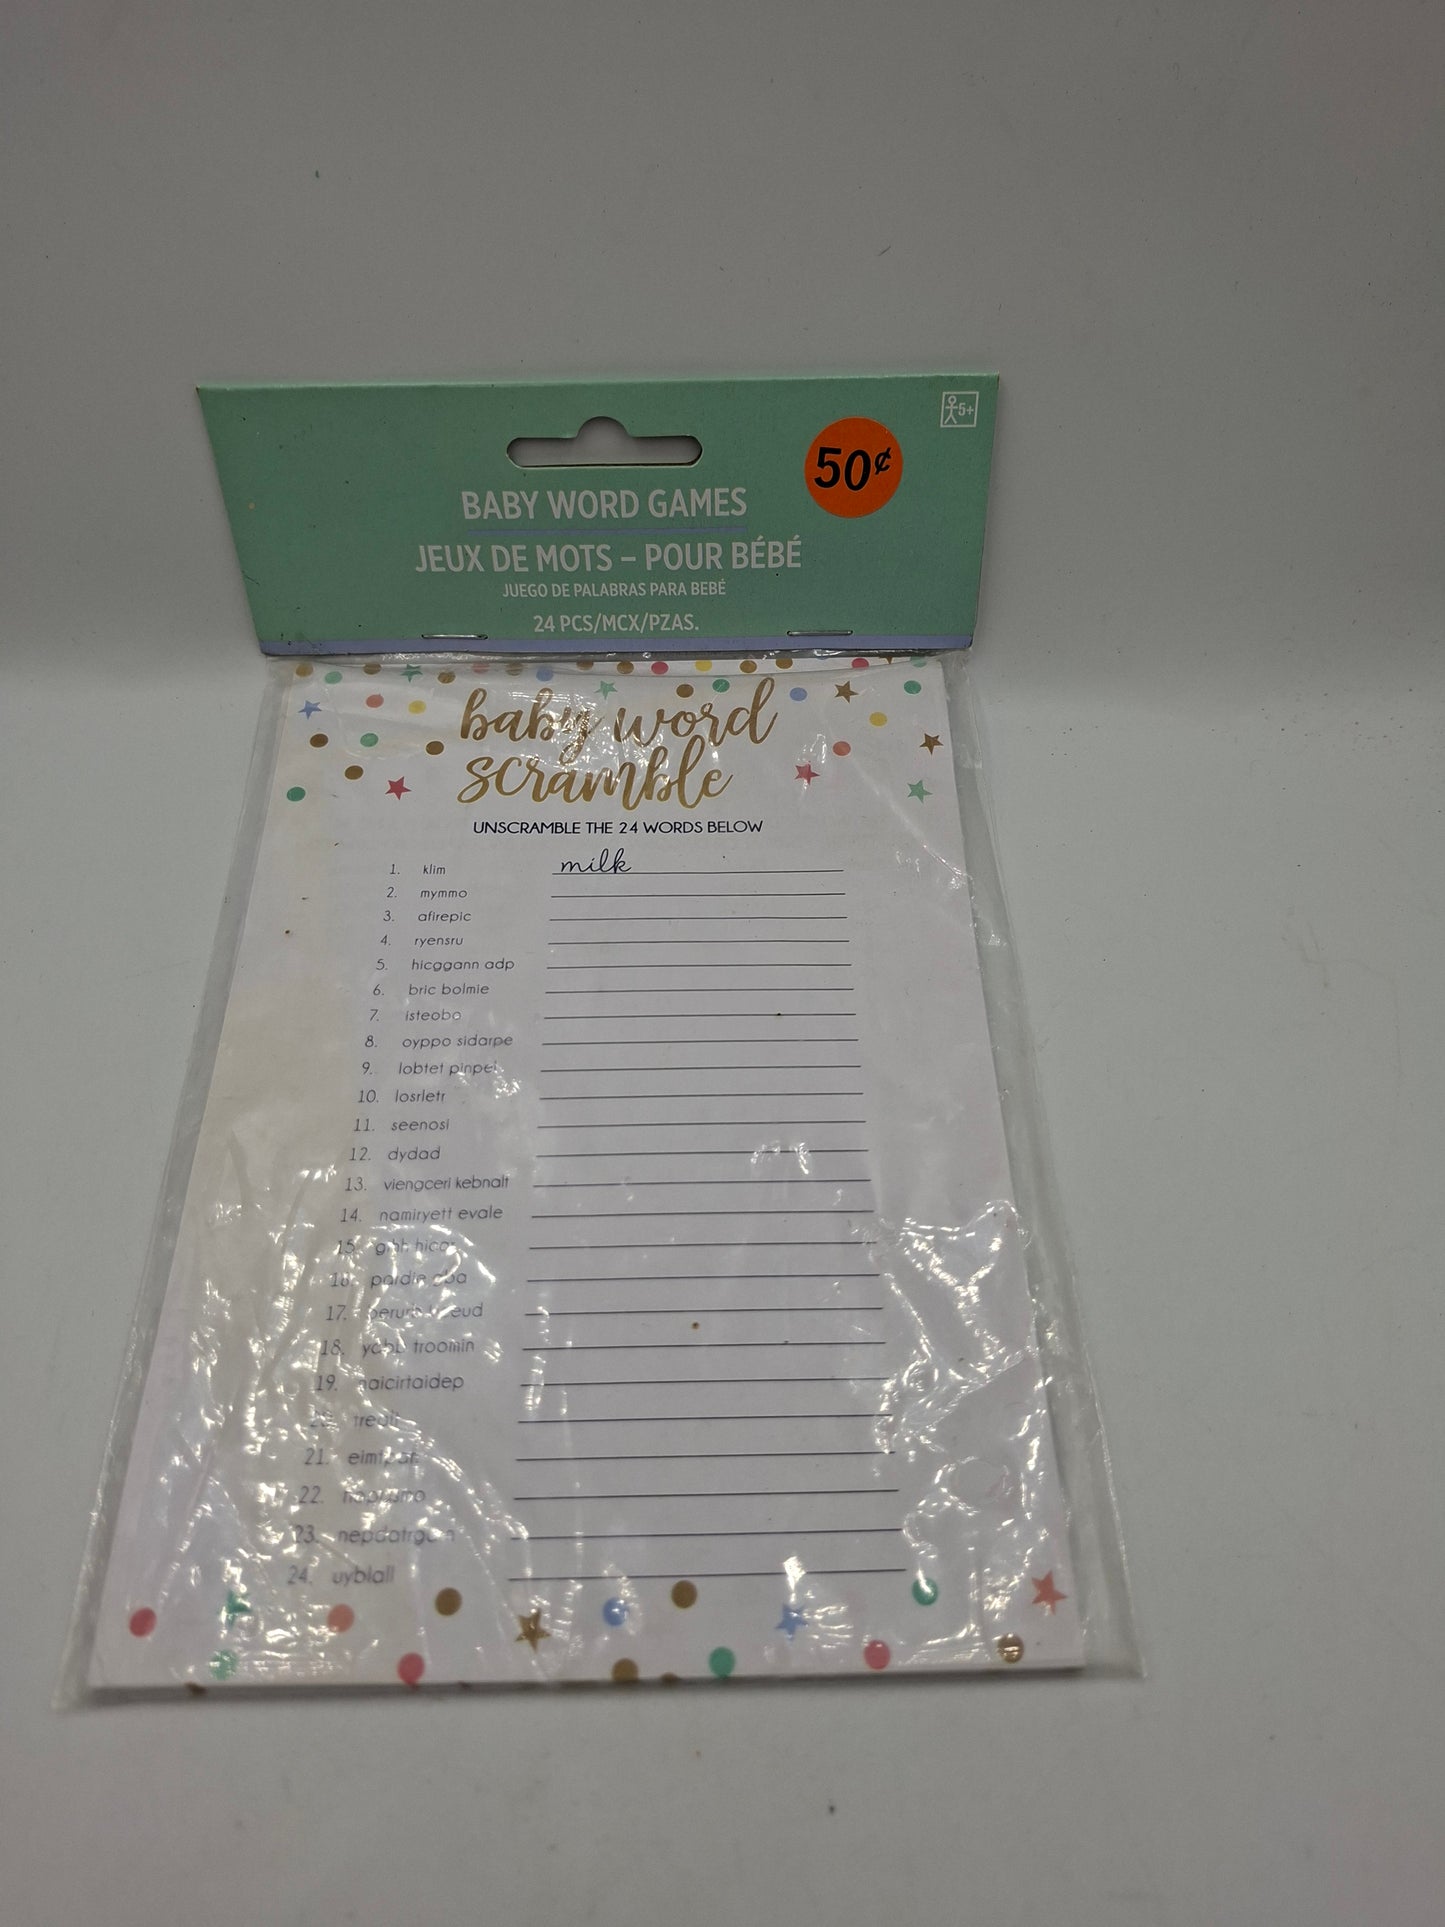 5+
50¢
BABY WORD GAMES
JEUX DE MOTS – POUR BÉBÉ
JUEGO DE PALABRAS PARA BEBÉ
24 PCS/MCX/PZAS.
baby word
scramble
UNSCRAMBLE THE 24 WORDS BELOW
1. klim milk
2. mymmo
3. afirepic
4. ryensru
5. hicggann adp
6. bric bolmie
7. isteobo
8. oyppo sidarpe
9. lobtet pinpel
10. losrletr
11. seenosi
12. dydad
13. viengceri kebnalt
14. namiryett evale
15.
16.
17.
18. troomin
19. naicirtaidep
20.
21.
22.
23.
24. uyblall